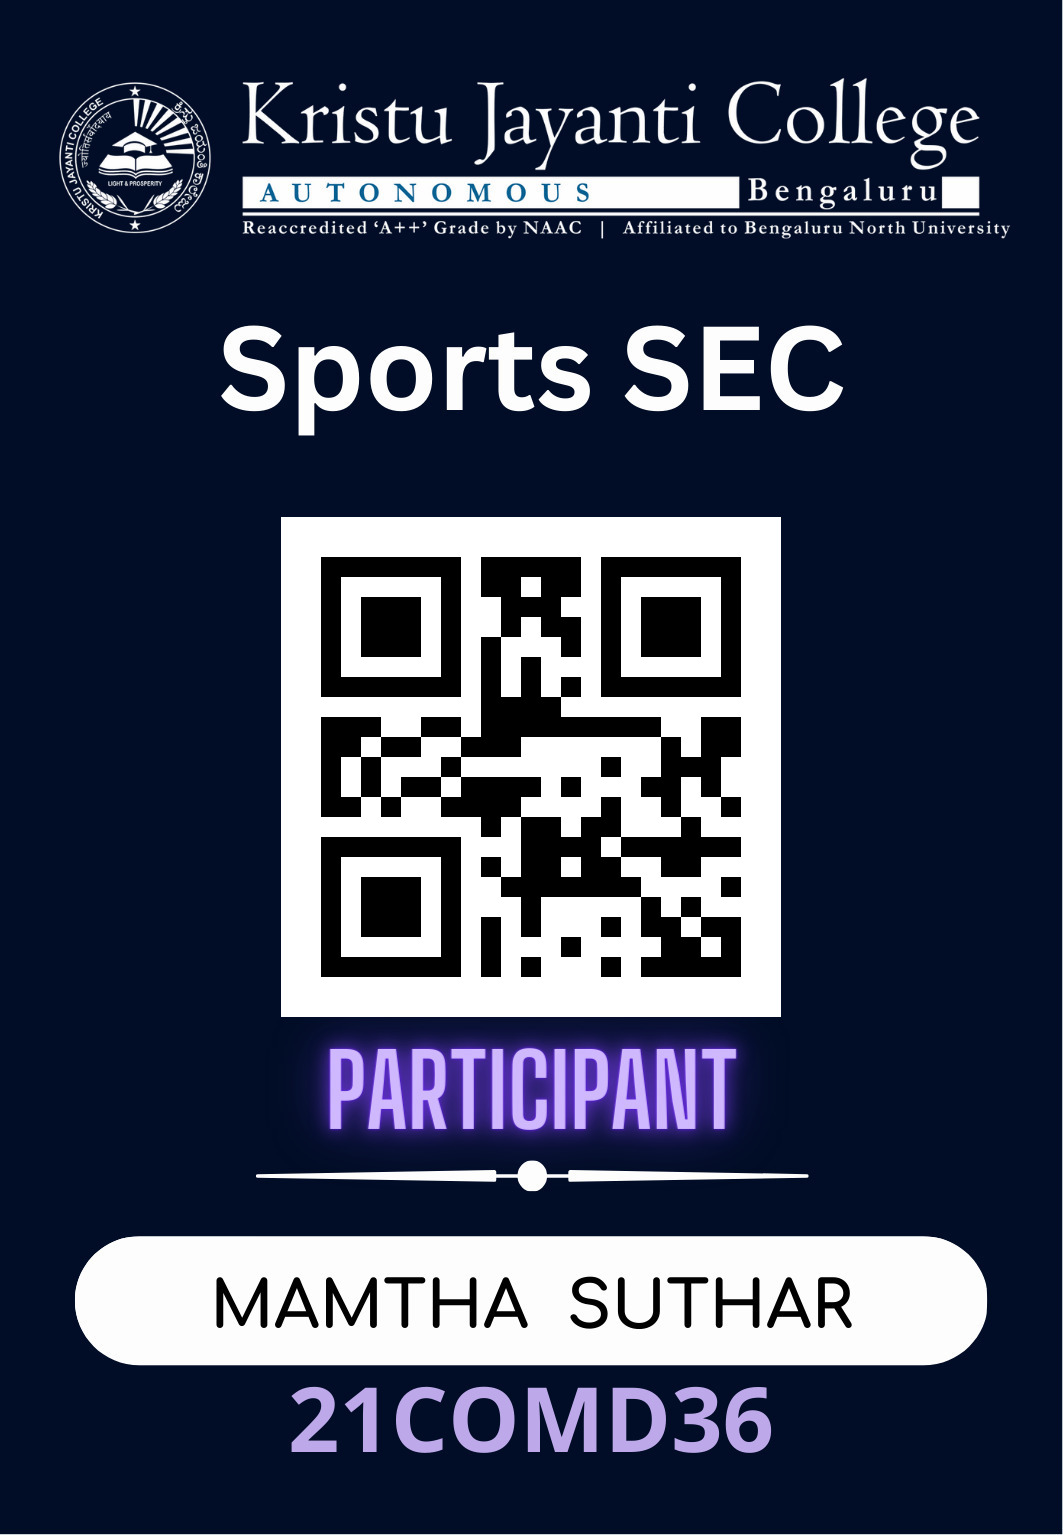 Kristu Jayanti College
AUTONOMOUS Bengaluru
Reaccredited ‘A++’ Grade by NAAC | Affiliated to Bengaluru North University
KRISTU JAYANTI COLLEGE
LIGHT & PROSPERITY
Sports SEC
PARTICIPANT
MAMTHA SUTHAR
21COMD36